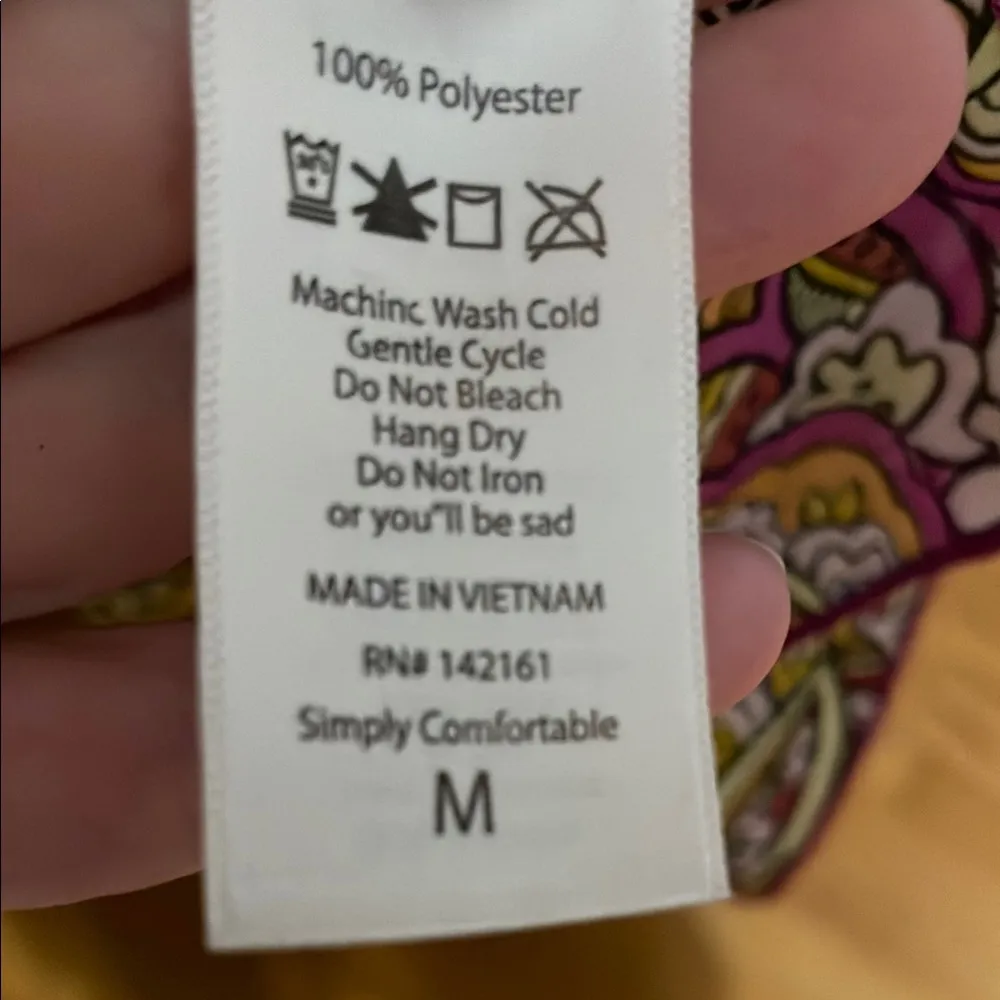 100% Polyester
Machine Wash Cold
Gentle Cycle
Do Not Bleach
Hang Dry
Do Not Iron
or you"ll be sad
MADE IN VIETNAM
RN# 142161
Simply Comfortable
M